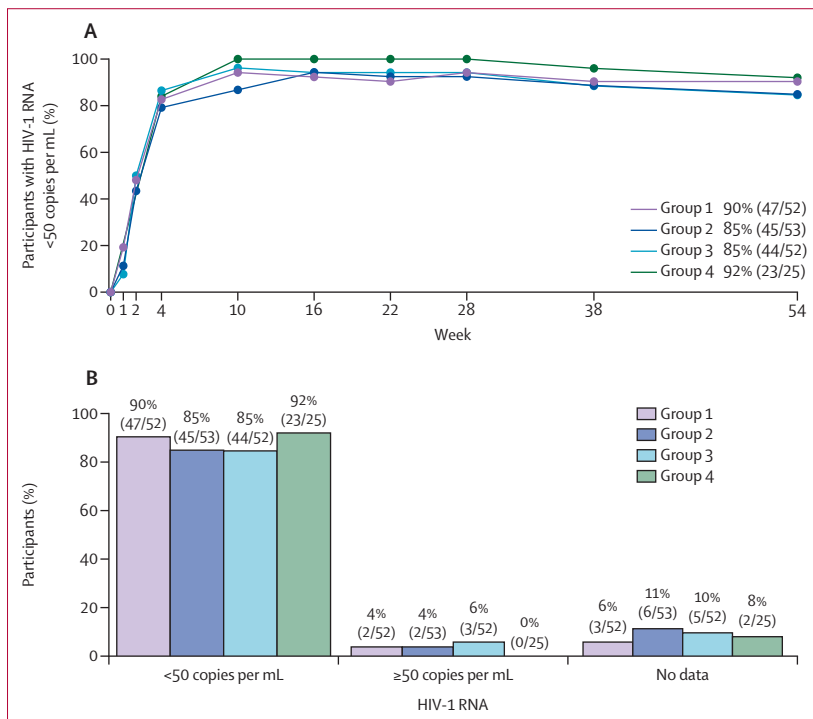 A
Participants with HIV-1 RNA
<50 copies per mL (%)
100
80
60
40
20
0
Group 1 90% (47/52)
Group 2 85% (45/53)
Group 3 85% (44/52)
Group 4 92% (23/25)
0 1 2 4 10 16 22 28 38 54
Week
B
Participants (%)
100
80
60
40
20
0
90%
(47/52)
85%
(45/53)
85%
(44/52)
92%
(23/25)
4%
(2/52)
4%
(2/53)
6%
(3/52)
0%
(0/25)
6%
(3/52)
11%
(6/53)
10%
(5/52)
8%
(2/25)
Group 1
Group 2
Group 3
Group 4
<50 copies per mL
≥50 copies per mL
No data
HIV-1 RNA